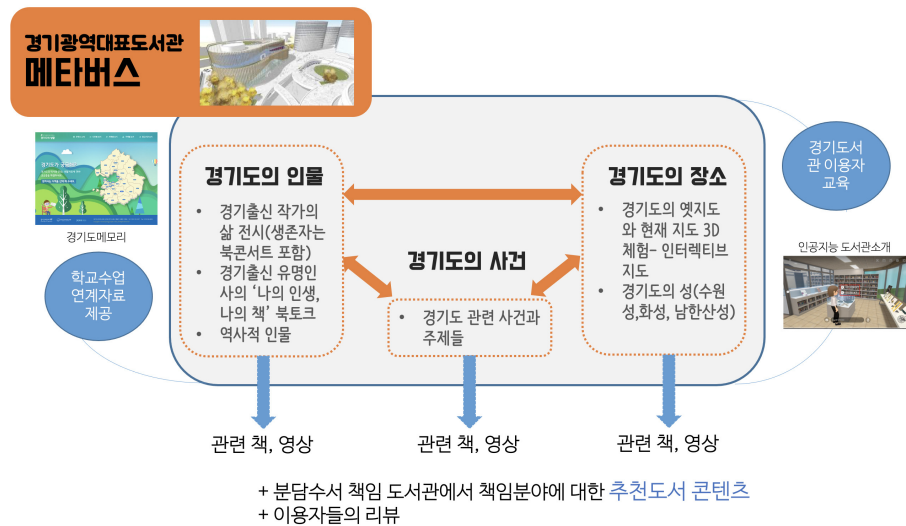 경기광역대표도서관
메타버스
경기도메모리
학교수업
연계자료
제공
경기도의 인물
• 경기출신 작가의
삶 전시(생존자는
북콘서트 포함)
• 경기출신 유명인
사의 ‘나의 인생,
나의 책’ 북토크
• 역사적 인물
경기도의 사건
• 경기도 관련 사건과
주제들
경기도의 장소
• 경기도의 옛지도
와 현재 지도 3D
체험- 인터렉티브
지도
• 경기도의 성(수원
성,화성, 남한산성)
경기도서
관 이용자
교육
인공지능 도서관소개
관련 책, 영상
관련 책, 영상
관련 책, 영상
+ 분담수서 책임 도서관에서 책임분야에 대한 추천도서 콘텐츠
+ 이용자들의 리뷰